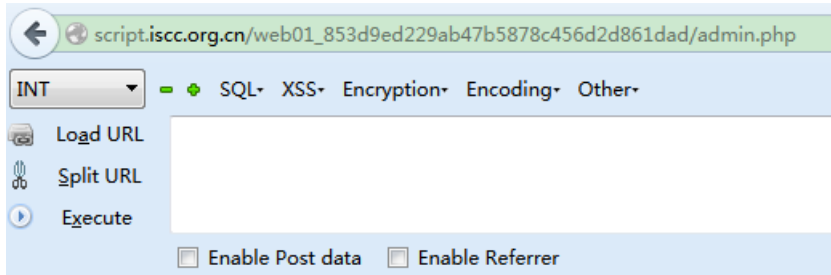 script.iscc.org.cn/web01_853d9ed229ab47b5878c456d2d861dad/admin.php
INT SQL XSS Encryption Encoding Other
Load URL
Split URL
Execute
Enable Post data Enable Referrer